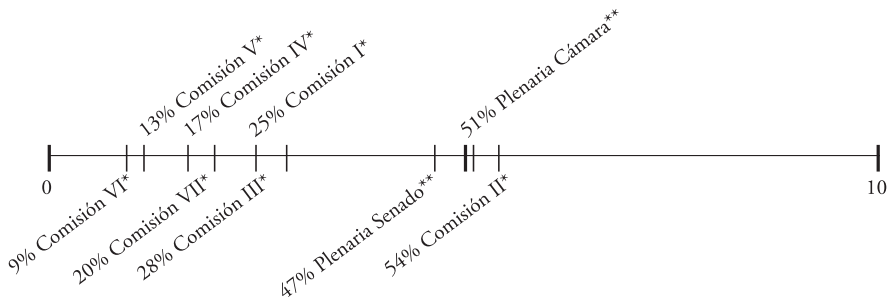 13% Comisión V*
17% Comisión IV*
25% Comisión I*
51% Plenaria Cámara**
0
10
9% Comisión VI*
20% Comisión VII*
28% Comisión III*
47% Plenaria Senado**
54% Comisión II*